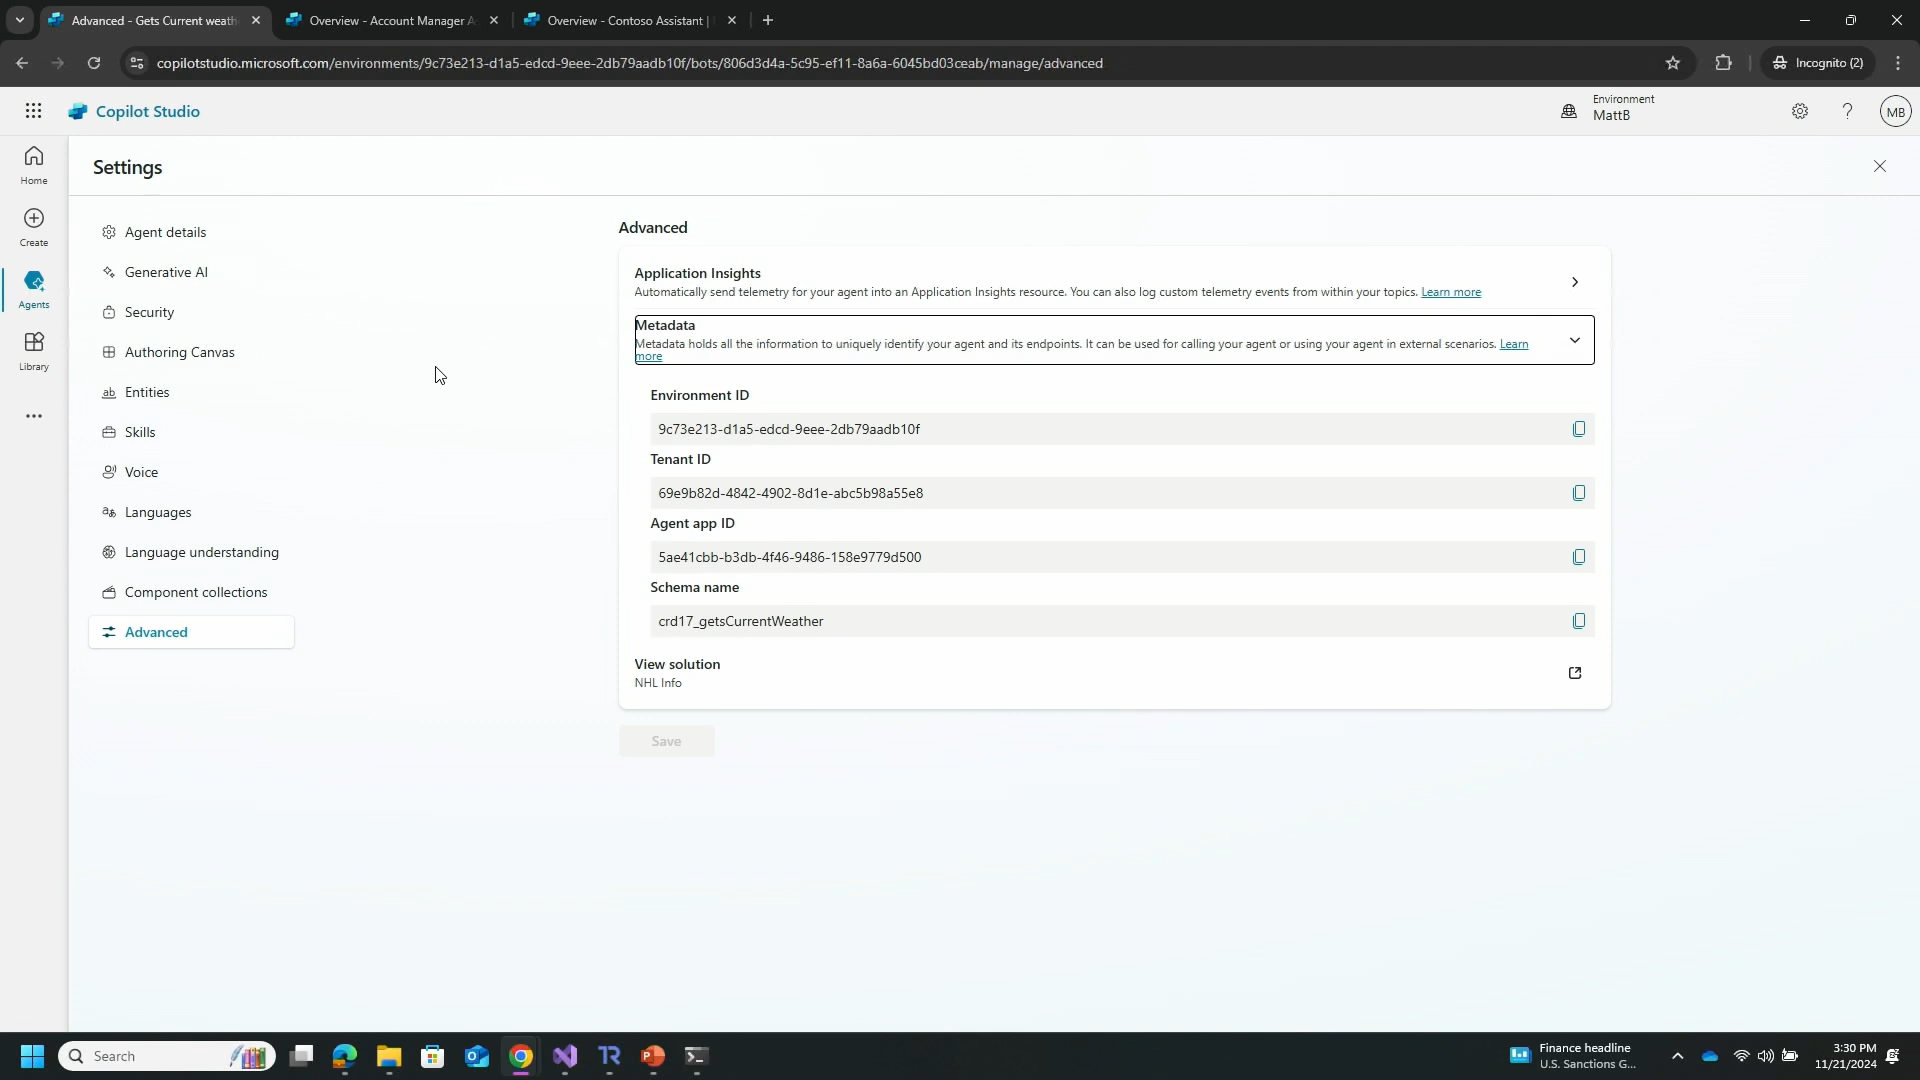 Advanced - Gets Current weath
Overview - Account Manager A
Overview - Contoso Assistant |
copilotstudio.microsoft.com/environments/9c73e213-d1a5-edcd-9eee-2db79aadb10f/bots/806d3d4a-5c95-ef11-8a6a-6045bd03ceab/manage/advanced
Incognito (2)
Copilot Studio
Environment
MattB
MB
Home
Create
Agents
Library
Settings
Agent details
Generative AI
Security
Authoring Canvas
Entities
Skills
Voice
Languages
Language understanding
Component collections
Advanced
Advanced
Application Insights
Automatically send telemetry for your agent into an Application Insights resource. You can also log custom telemetry events from within your topics. Learn more
Metadata
Metadata holds all the information to uniquely identify your agent and its endpoints. It can be used for calling your agent or using your agent in external scenarios. Learn
more
Environment ID
9c73e213-d1a5-edcd-9eee-2db79aadb10f
Tenant ID
69e9b82d-4842-4902-8d1e-abc5b98a55e8
Agent app ID
5ae41cbb-b3db-4f46-9486-158e9779d500
Schema name
crd17_getsCurrentWeather
View solution
NHL Info
Save
Search
Finance headline
U.S. Sanctions G...
3:30 PM
11/21/2024